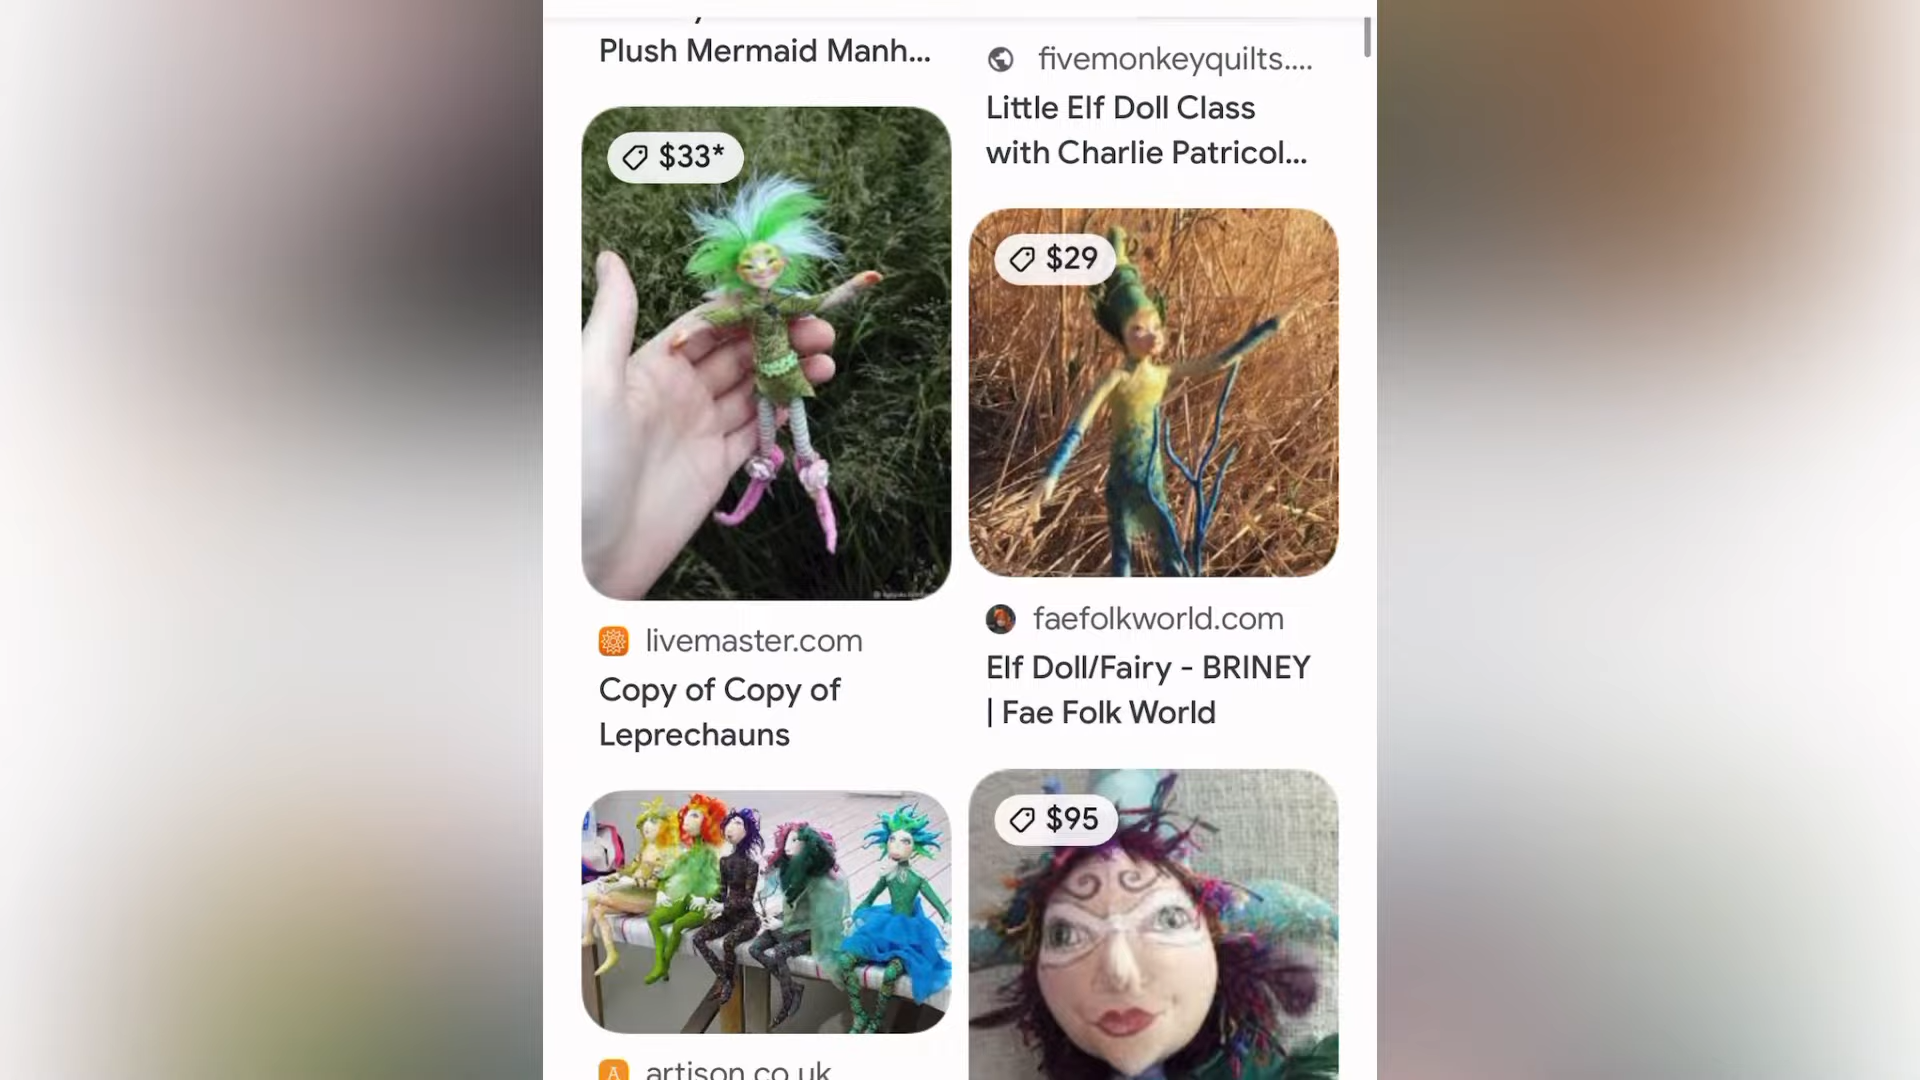 Plush Mermaid Manh...
$33*
livemaster.com
Copy of Copy of
Leprechauns
artison.co.uk
fivemonkeyquilts....
Little Elf Doll Class
with Charlie Patricol...
$29
faefolkworld.com
Elf Doll/Fairy - BRINEY
| Fae Folk World
$95